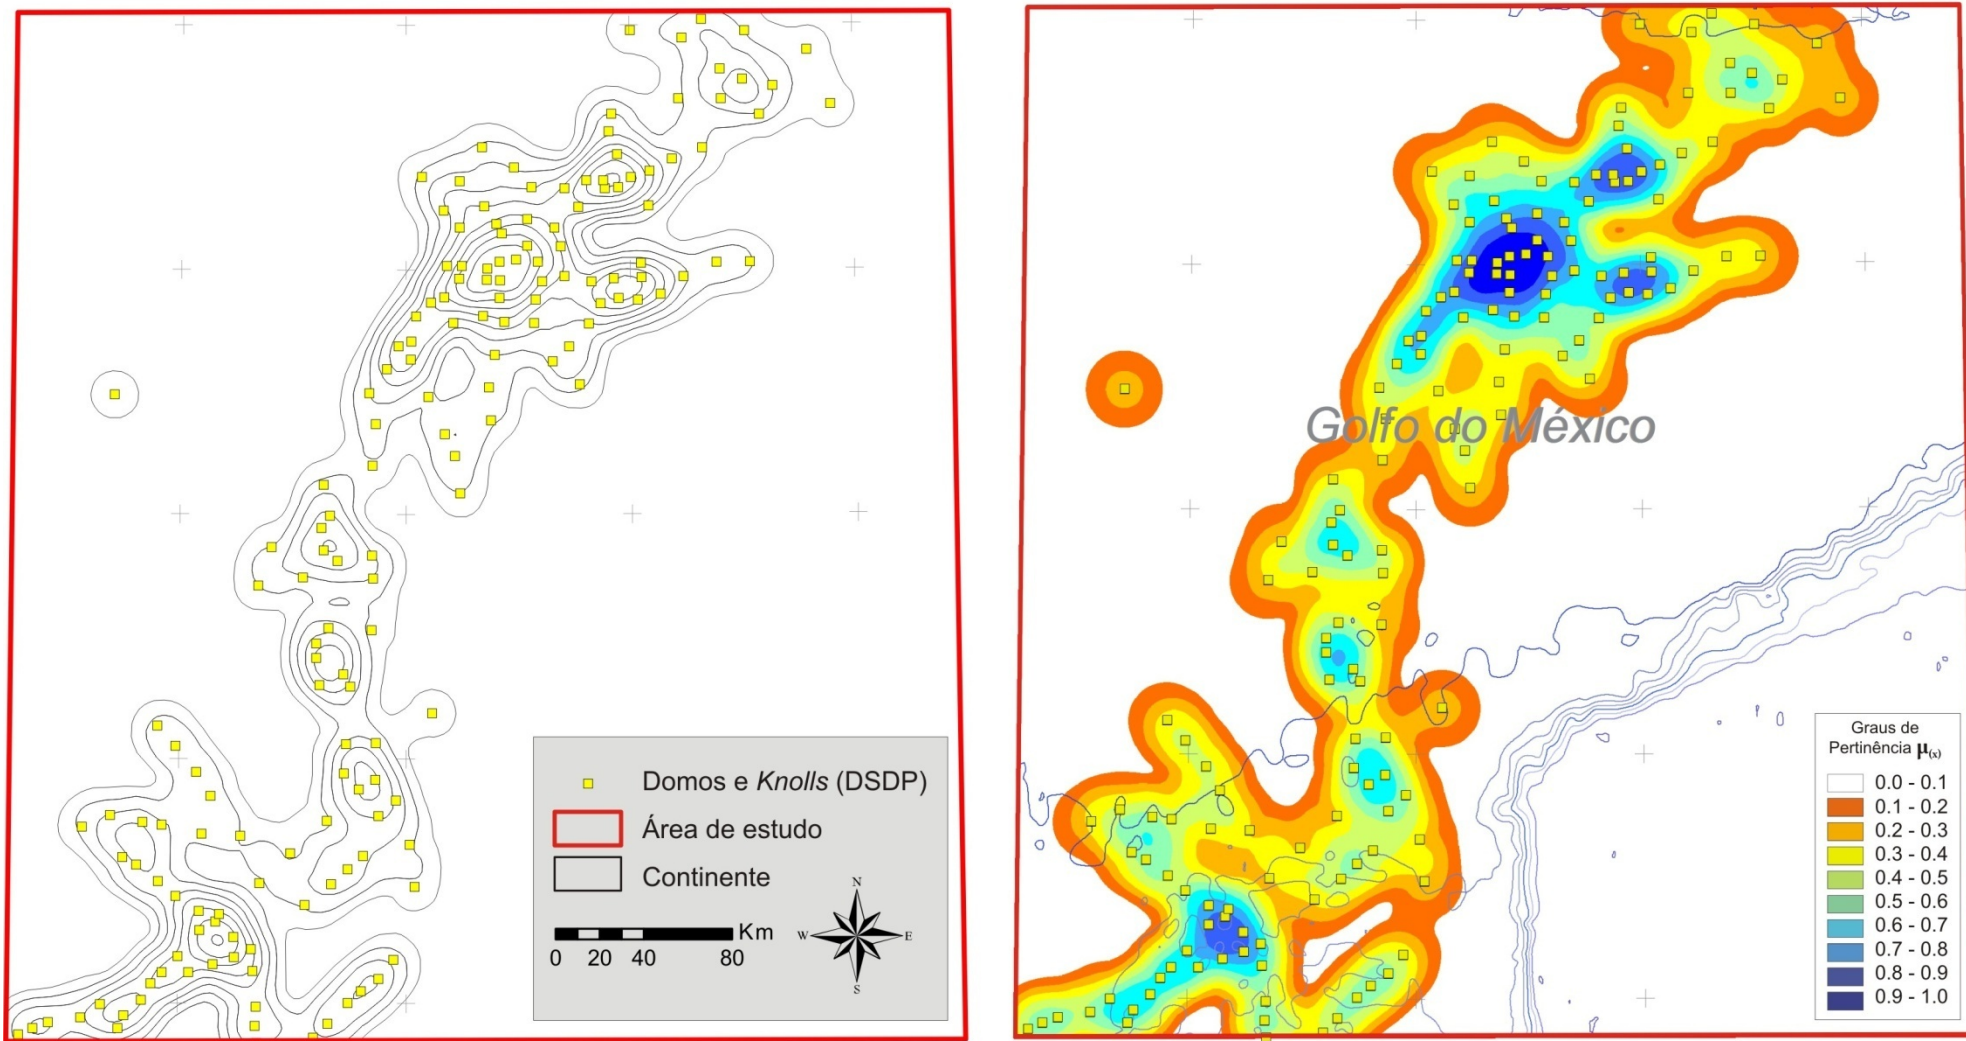 Domos e Knolls (DSDP)
Área de estudo
Continente
Km
0 20 40 80
N
W E
S
Golfo do México
Graus de
Pertinência μ(x)
0.0 - 0.1
0.1 - 0.2
0.2 - 0.3
0.3 - 0.4
0.4 - 0.5
0.5 - 0.6
0.6 - 0.7
0.7 - 0.8
0.8 - 0.9
0.9 - 1.0